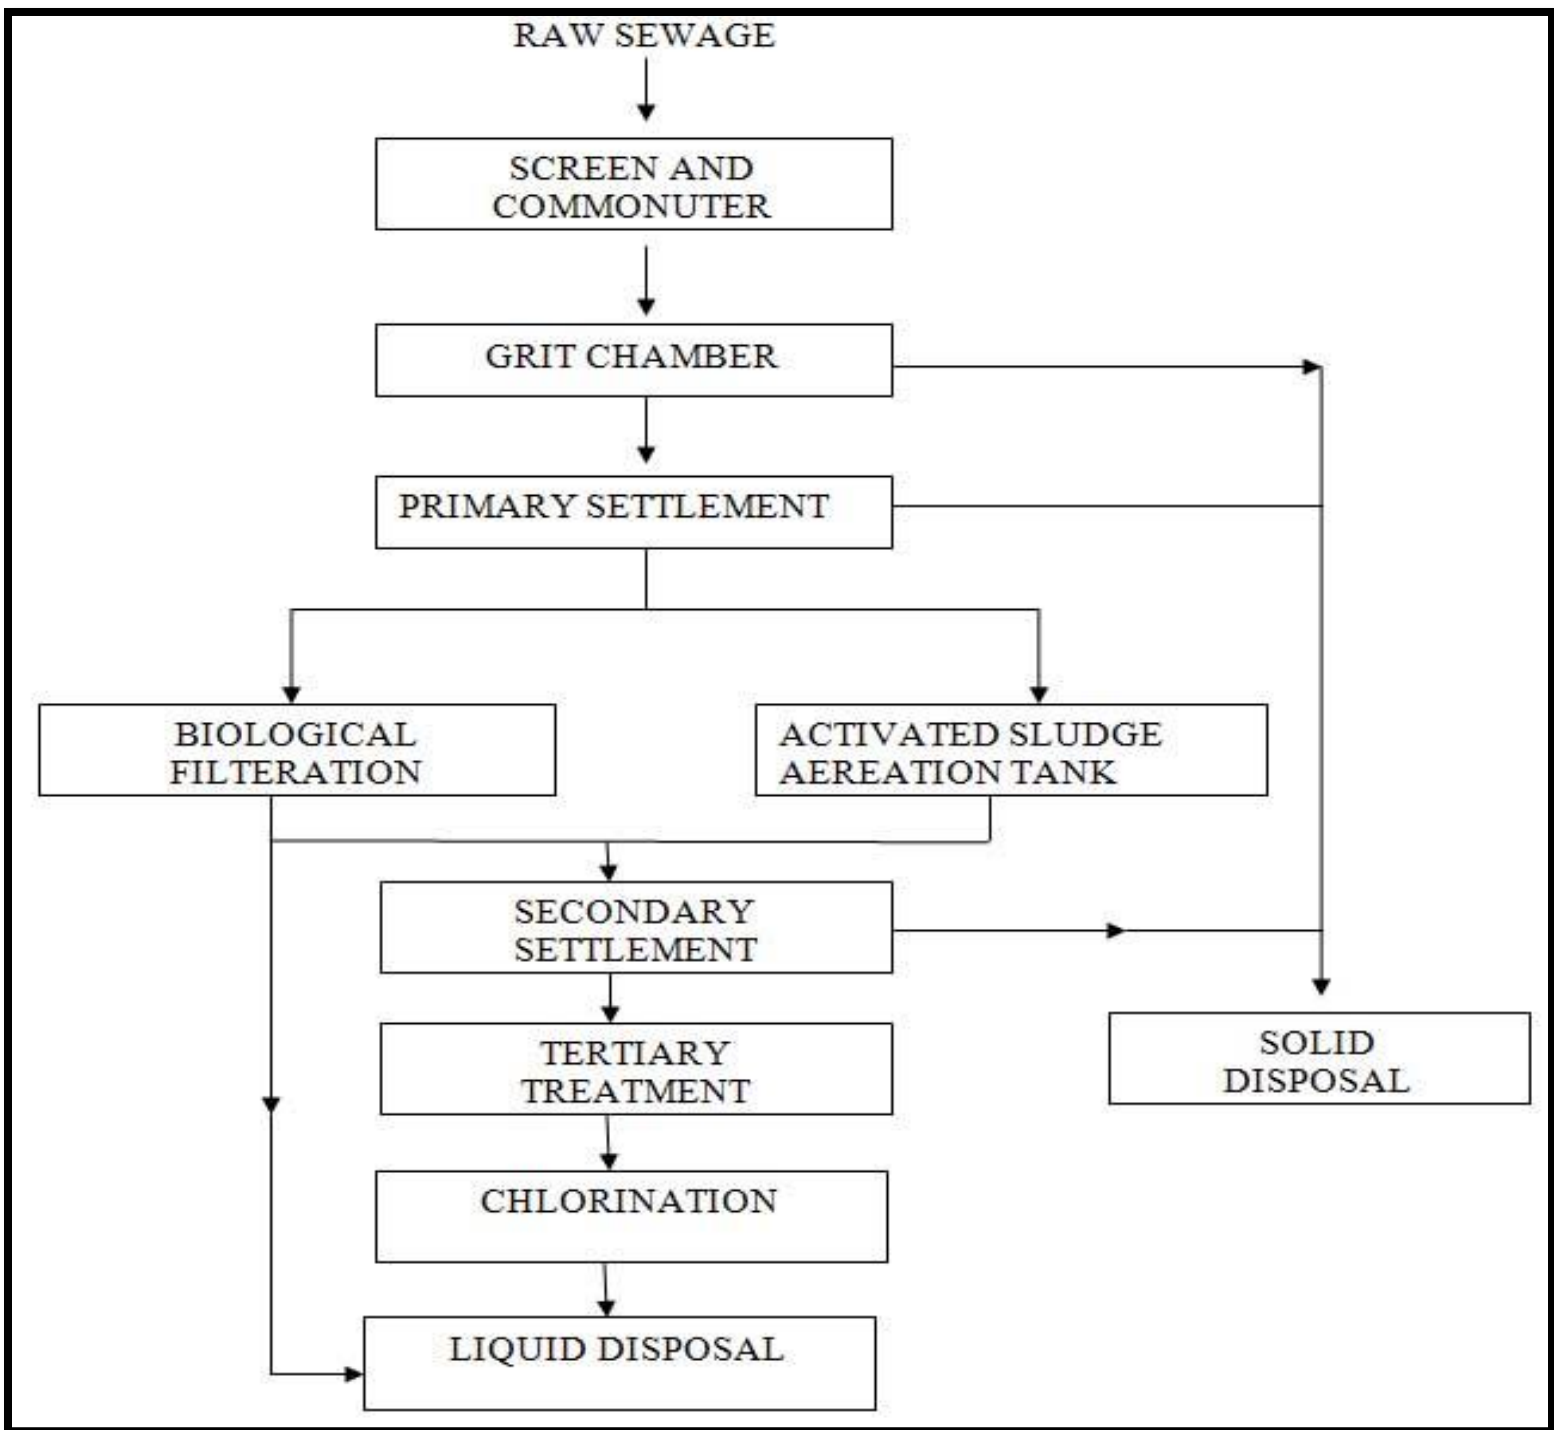 RAW SEWAGE
SCREEN AND
COMMONUTER
GRIT CHAMBER
PRIMARY SETTLEMENT
BIOLOGICAL
FILTERATION
ACTIVATED SLUDGE
AEREATION TANK
SECONDARY
SETTLEMENT
TERTIARY
TREATMENT
SOLID
DISPOSAL
CHLORINATION
LIQUID DISPOSAL